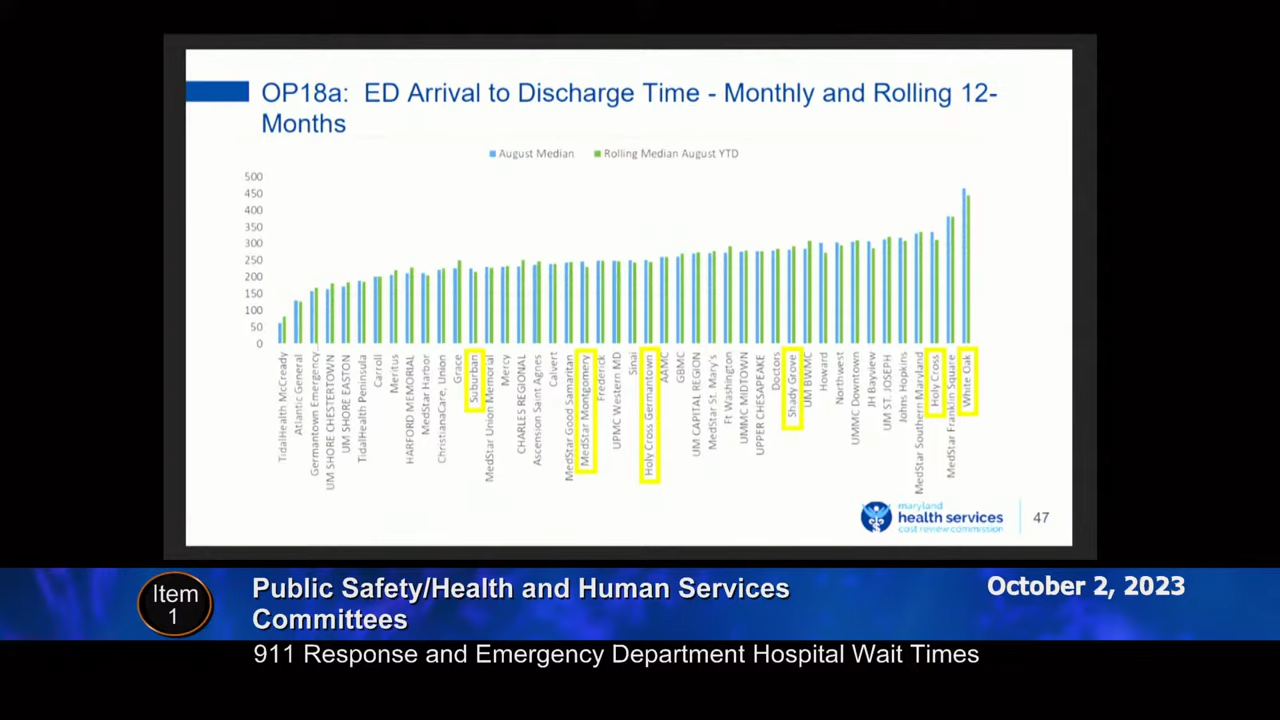 OP18a: ED Arrival to Discharge Time - Monthly and Rolling 12-
Months
August Median
Rolling Median August YTD
500
450
400
350
300
250
200
150
100
50
0
TidalHealth McCready
Atlantic General
Germantown Emergency...
UM SHORE CHESTERTOWN
UM SHORE EASTON
TidalHealth Peninsula
Carroll
Meritus
HARFORD MEMORIAL
MedStar Harbor
ChristianaCare, Union
Grace
Suburban
MedStar Union Memorial
Mercy
CHARLES REGIONAL
Ascension Saint Agnes
Calvert
MedStar Good Samaritan
MedStar Montgomery
Frederick
UPMC Western MD
Sinai
Holy Cross Germantown
AAMC
GBMC
UM CAPITAL REGION
MedStar St. Mary's
Ft Washington
UMMC MIDTOWN
UPPER CHESAPEAKE
Doctors
Shady Grove
UM BWMC
Howard
Northwest
UMMC Downtown
JH Bayview
UM ST. JOSEPH
Johns Hopkins
MedStar Southern Maryland
Holy Cross
MedStar Franklin Square
White Oak
maryland
health services
cost review commission
47
Item
1
Public Safety/Health and Human Services
Committees
October 2, 2023
911 Response and Emergency Department Hospital Wait Times